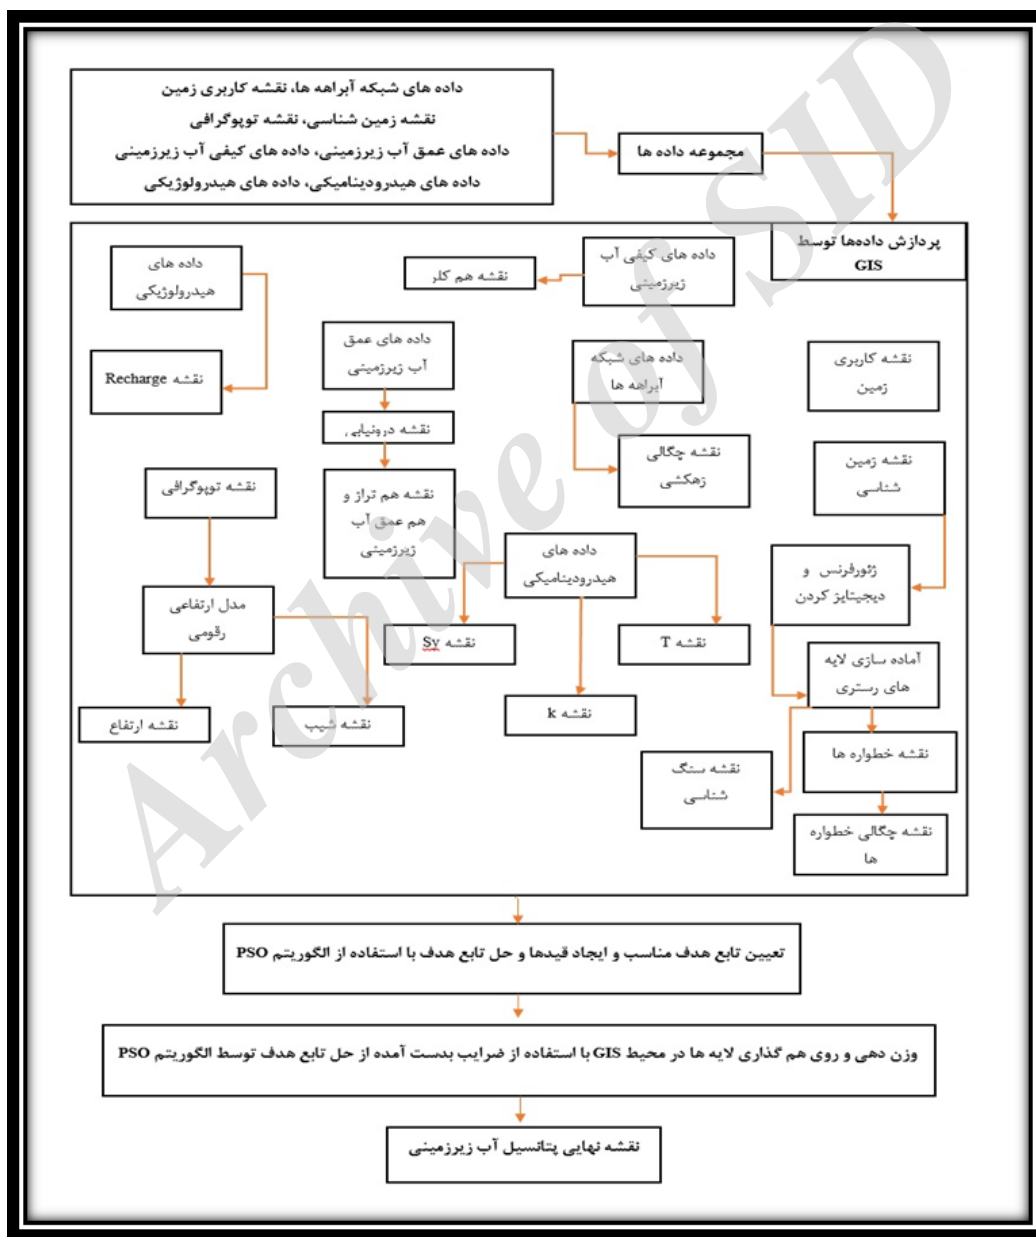 داده های شبکه آبراهه ها، نقشه کاربری زمین
نقشه زمین شناسی، نقشه توپوگرافی
داده های عمق آب زیرزمینی، داده های کیفی آب زیرزمینی
داده های هیدرودینامیکی، داده های هیدرولوژیکی
مجموعه داده ها
پردازش داده‌ها توسط
GIS
داده های کیفی آب
زیرزمینی
نقشه هم کلر
داده های
هیدرولوژیکی
نقشه Recharge
داده های عمق
آب زیرزمینی
نقشه درونیابی
نقشه هم تراز و
هم عمق آب
زیرزمینی
داده های شبکه
آبراهه ها
نقشه چگالی
زهکشی
نقشه کاربری
زمین
نقشه زمین
شناسی
ژئورفرنس و
دیجیتایز کردن
آماده سازی لایه
های رستری
نقشه خطواره ها
نقشه چگالی خطواره
ها
نقشه سنگ
شناسی
داده های
هیدرودینامیکی
نقشه T
نقشه k
نقشه Sy
نقشه توپوگرافی
مدل ارتفاعی
رقومی
نقشه شیب
نقشه ارتفاع
تعیین تابع هدف مناسب و ایجاد قیدها و حل تابع هدف با استفاده از الگوریتم PSO
وزن دهی و روی هم گذاری لایه ها در محیط GIS با استفاده از ضرایب بدست آمده از حل تابع هدف توسط الگوریتم PSO
نقشه نهایی پتانسیل آب زیرزمینی
Archive of SID